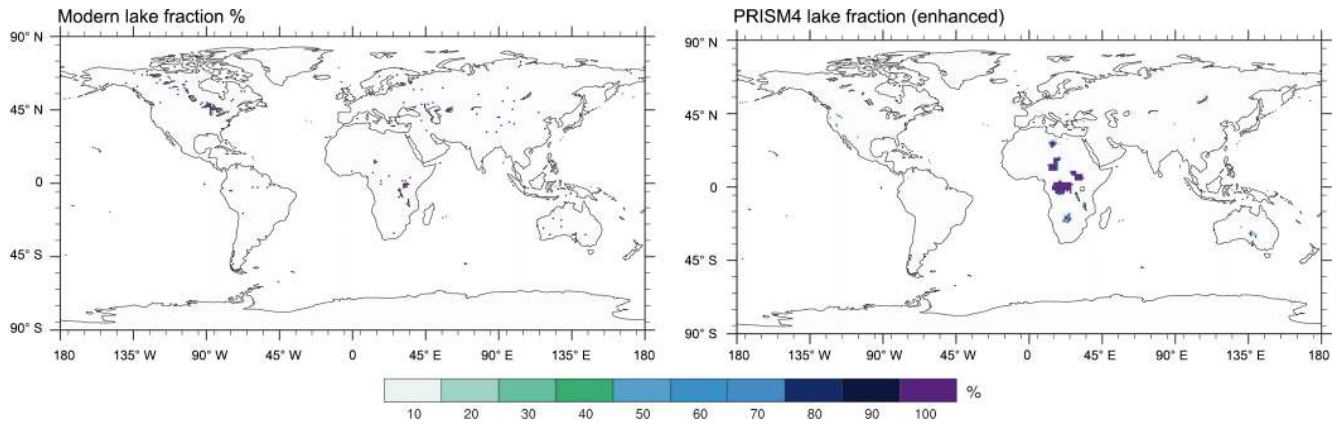 Modern lake fraction % PRISM4 lake fraction (enhanced)
90° N 90° N
45° N 45° N
0 0
45° S 45° S
90° S 90° S
180 135° W 90° W 45° W 0 45° E 90° E 135° E 180 180 135° W 90° W 45° W 0 45° E 90° E 135° E 180
%
10 20 30 40 50 60 70 80 90 100